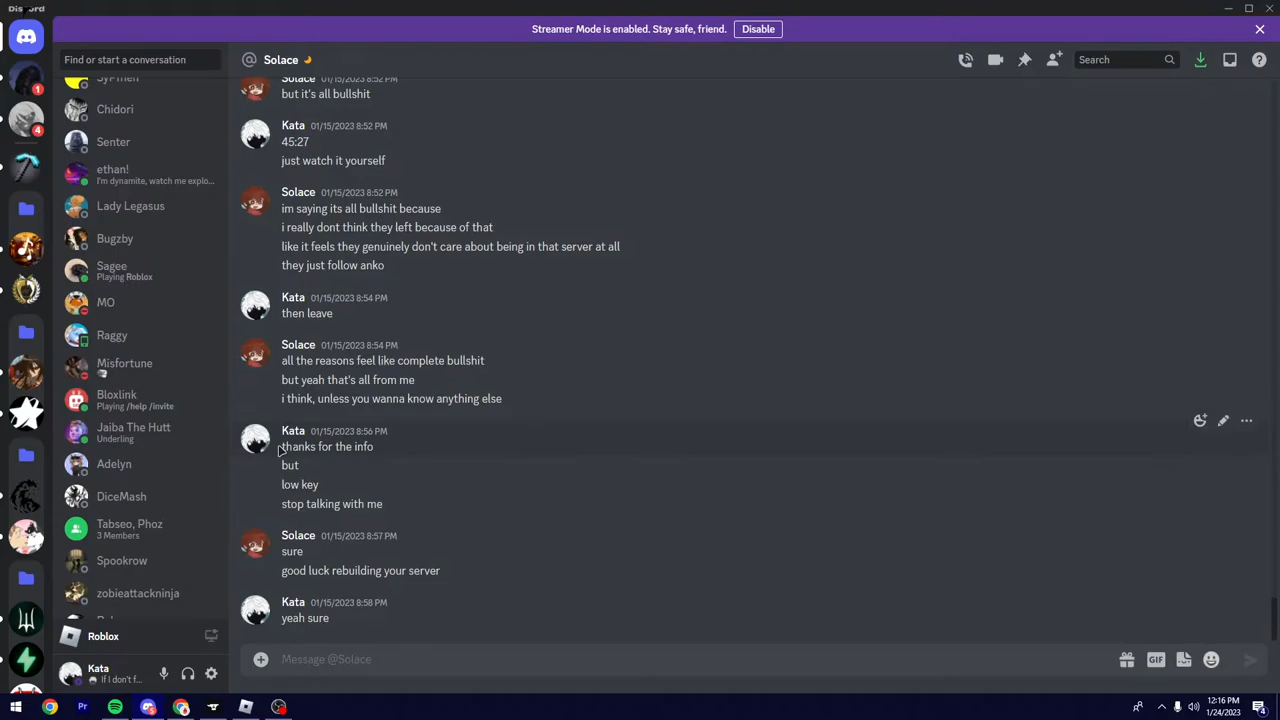 Discord
Streamer Mode is enabled. Stay safe, friend. Disable
Find or start a conversation
Solace
Search
SyFmen
Chidori
Senter
ethan!
I'm dynamite, watch me explo...
Lady Legasus
Bugzby
Sagee
Playing Roblox
MO
Raggy
Misfortune
Bloxlink
Playing /help /invite
Jaiba The Hutt
Underling
Adelyn
DiceMash
Tabseo, Phoz
3 Members
Spookrow
zobieattackninja
Roblox
Kata
If I don't f...
1
4
Solace 01/15/2023 8:52 PM
but it's all bullshit
Kata 01/15/2023 8:52 PM
45:27
just watch it yourself
Solace 01/15/2023 8:52 PM
im saying its all bullshit because
i really dont think they left because of that
like it feels they genuinely don't care about being in that server at all
they just follow anko
Kata 01/15/2023 8:54 PM
then leave
Solace 01/15/2023 8:54 PM
all the reasons feel like complete bullshit
but yeah that's all from me
i think, unless you wanna know anything else
Kata 01/15/2023 8:56 PM
thanks for the info
but
low key
stop talking with me
Solace 01/15/2023 8:57 PM
sure
good luck rebuilding your server
Kata 01/15/2023 8:58 PM
yeah sure
Message @Solace
GIF
Pr
12:16 PM
1/24/2023
4